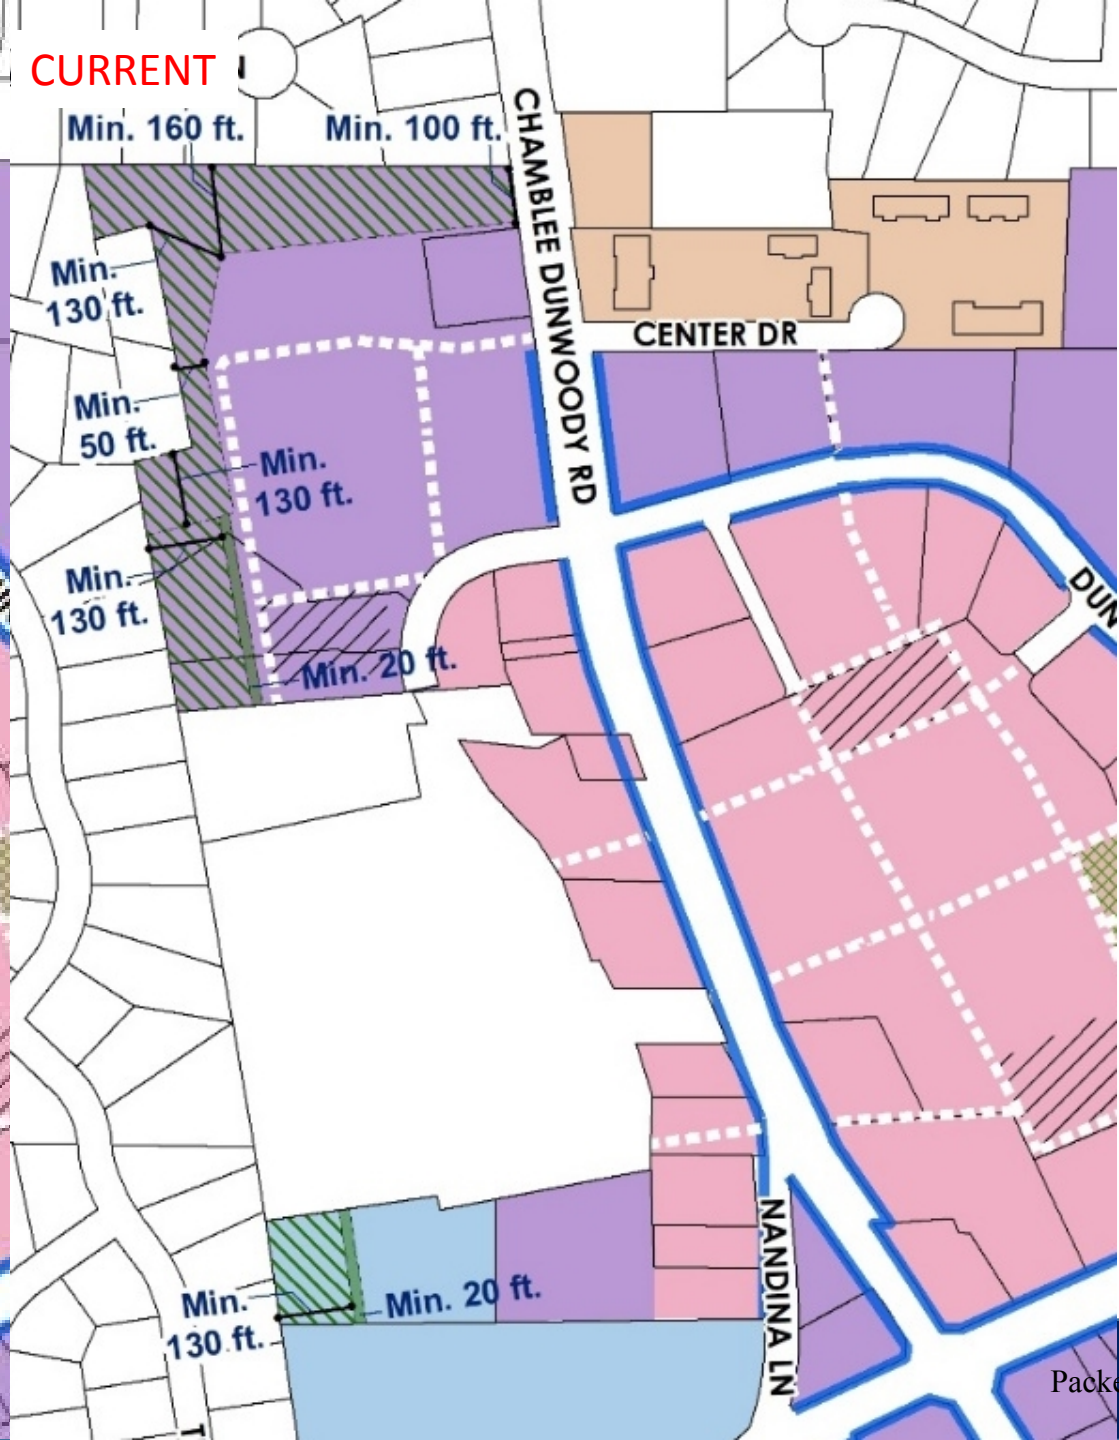 CURRENT
Min. 160 ft.
Min. 100 ft.
CHAMBLEE DUNWOODY RD
Min.
130 ft.
CENTER DR
Min.
50 ft.
Min.
130 ft.
Min.
130 ft.
DUN
Min. 20 ft.
NANDINA LN
Min.
130 ft.
Min. 20 ft.
Packe
T